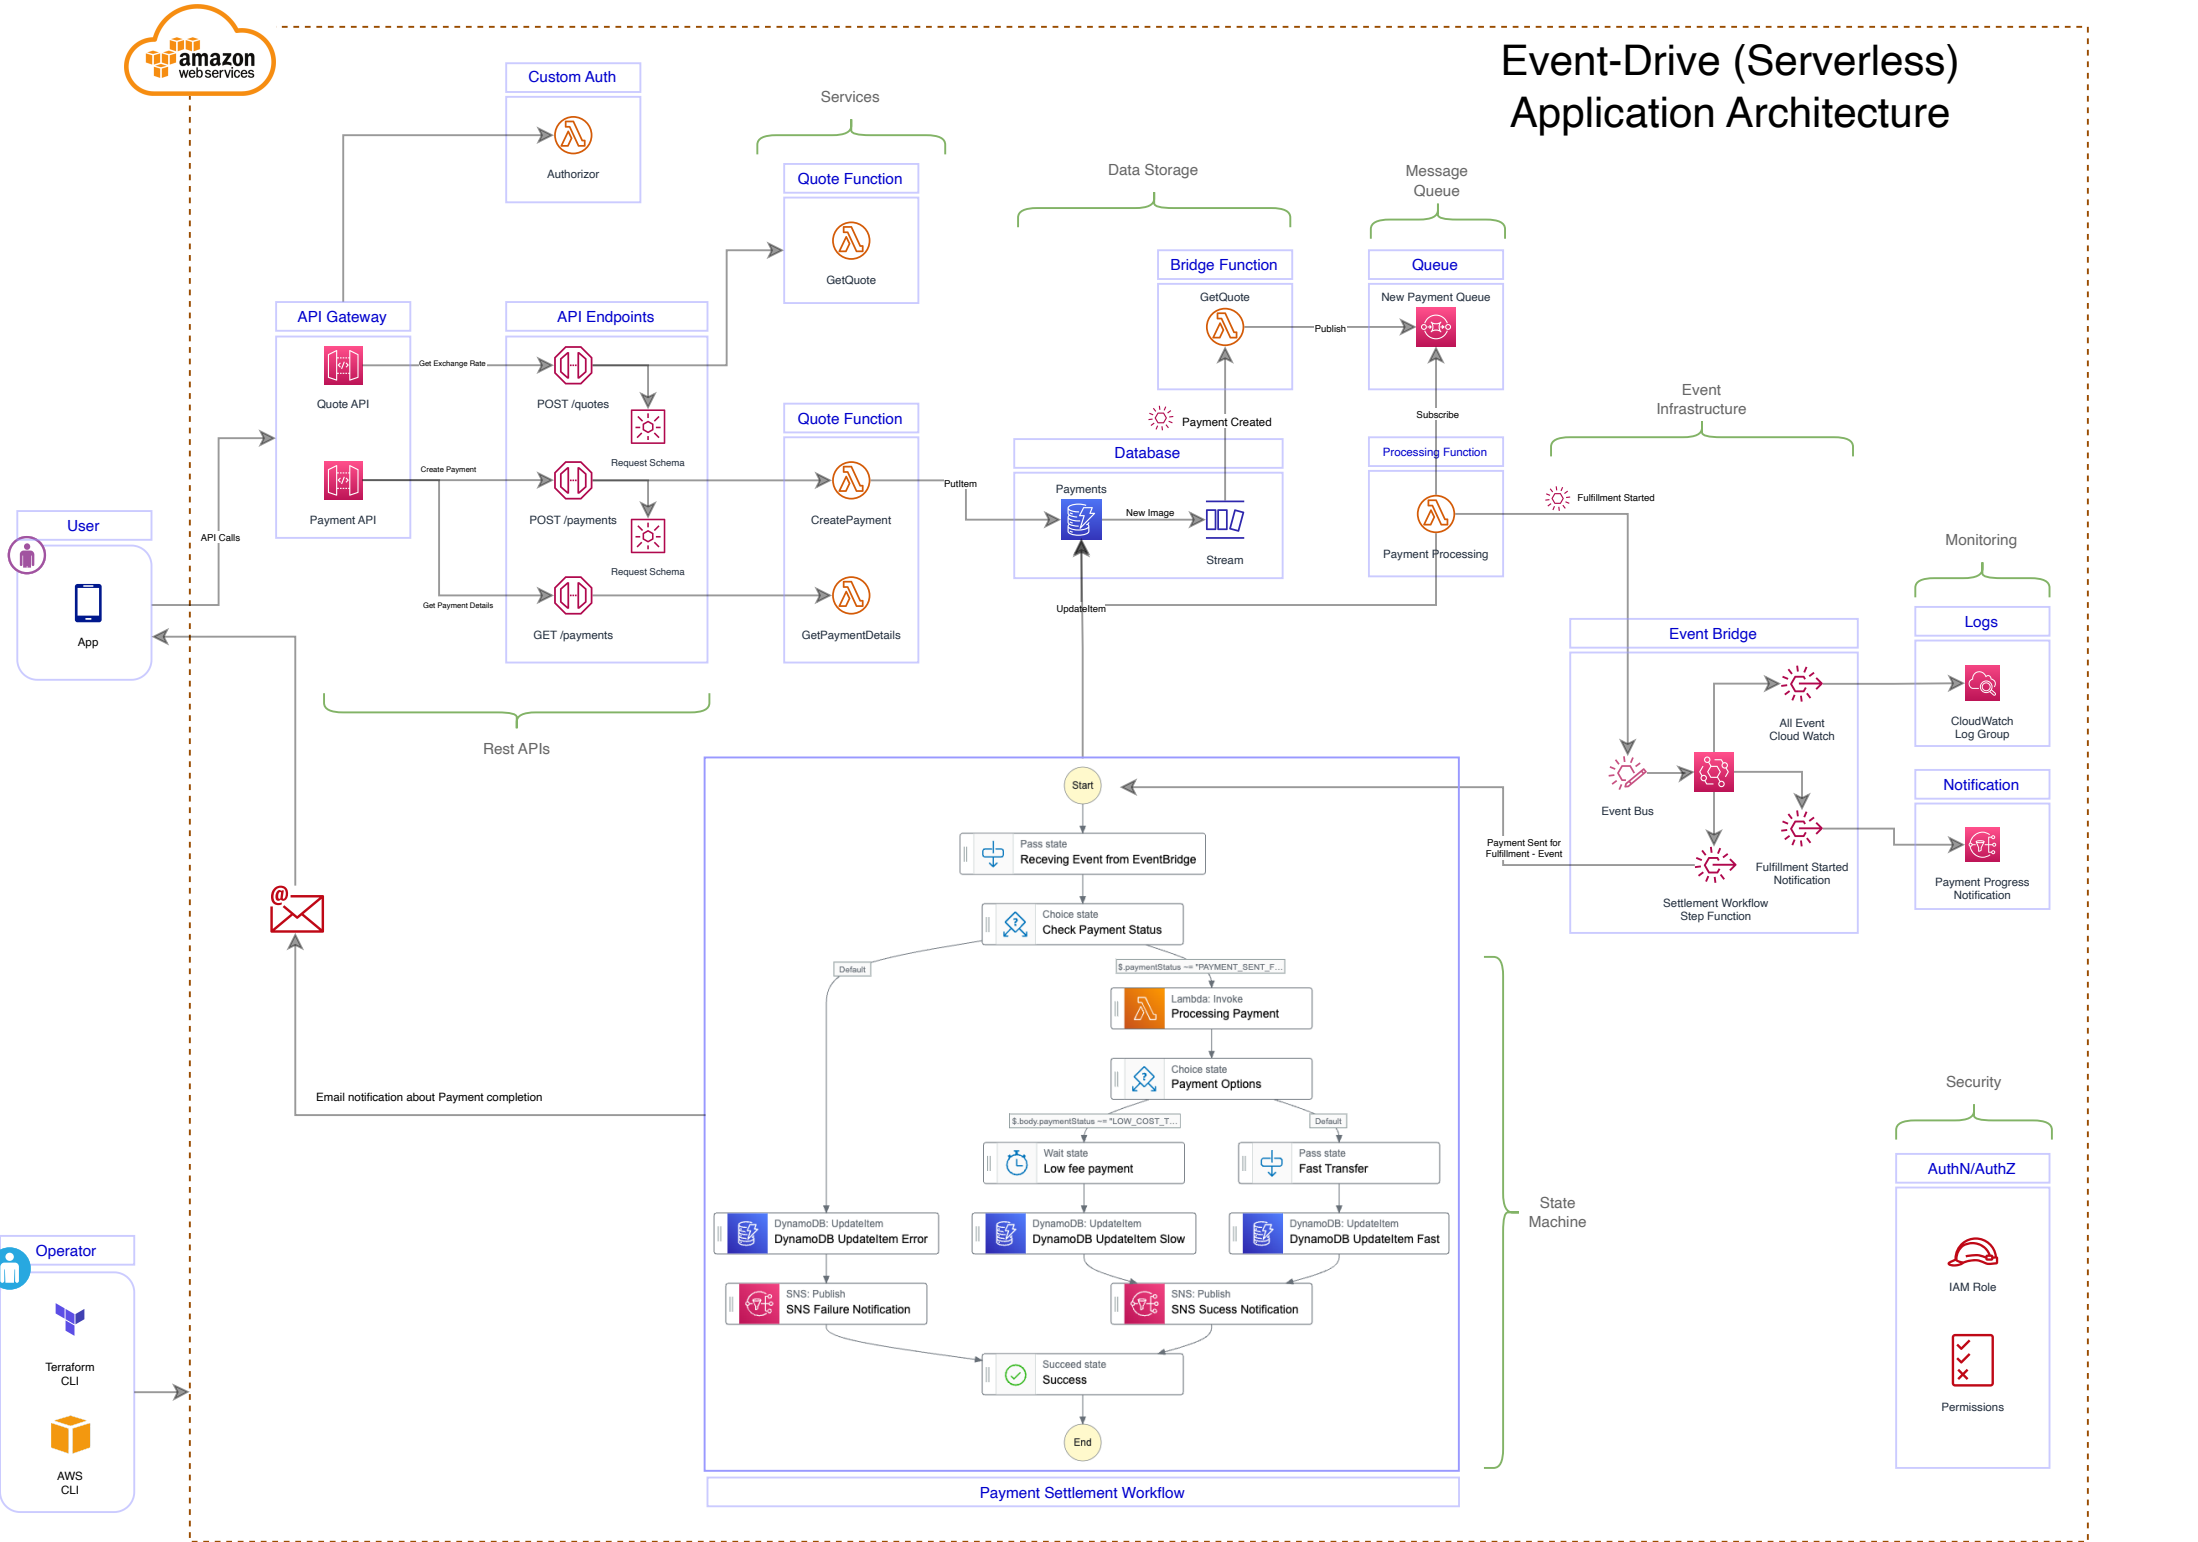 amazon
webservices
Event-Drive (Serverless)
Application Architecture
Custom Auth
Authorizor
Services
Quote Function
GetQuote
Data Storage
Message
Queue
Bridge Function
GetQuote
Publish
Queue
New Payment Queue
API Gateway
Quote API
Payment API
Get Exchange Rate
Create Payment
Get Payment Details
API Endpoints
POST /quotes
Request Schema
POST /payments
Request Schema
GET /payments
Quote Function
CreatePayment
GetPaymentDetails
PutItem
Payment Created
Database
Payments
New Image
Stream
UpdateItem
Subscribe
Processing Function
Payment Processing
Event
Infrastructure
Fulfillment Started
User
App
API Calls
Rest APIs
Monitoring
Logs
CloudWatch
Log Group
Event Bridge
All Event
Cloud Watch
Event Bus
Fulfillment Started
Notification
Settlement Workflow
Step Function
Notification
Payment Progress
Notification
Payment Sent for
Fulfillment - Event
Start
Pass state
Receving Event from EventBridge
Choice state
Check Payment Status
Default
$.paymentStatus == "PAYMENT_SENT_F...
Lambda: Invoke
Processing Payment
Choice state
Payment Options
$.body.paymentStatus == "LOW_COST_T...
Default
Wait state
Low fee payment
Pass state
Fast Transfer
DynamoDB: UpdateItem
DynamoDB UpdateItem Error
DynamoDB: UpdateItem
DynamoDB UpdateItem Slow
DynamoDB: UpdateItem
DynamoDB UpdateItem Fast
SNS: Publish
SNS Failure Notification
SNS: Publish
SNS Sucess Notification
Succeed state
Success
End
Payment Settlement Workflow
State
Machine
@
Email notification about Payment completion
Security
AuthN/AuthZ
IAM Role
Permissions
Operator
Terraform
CLI
AWS
CLI